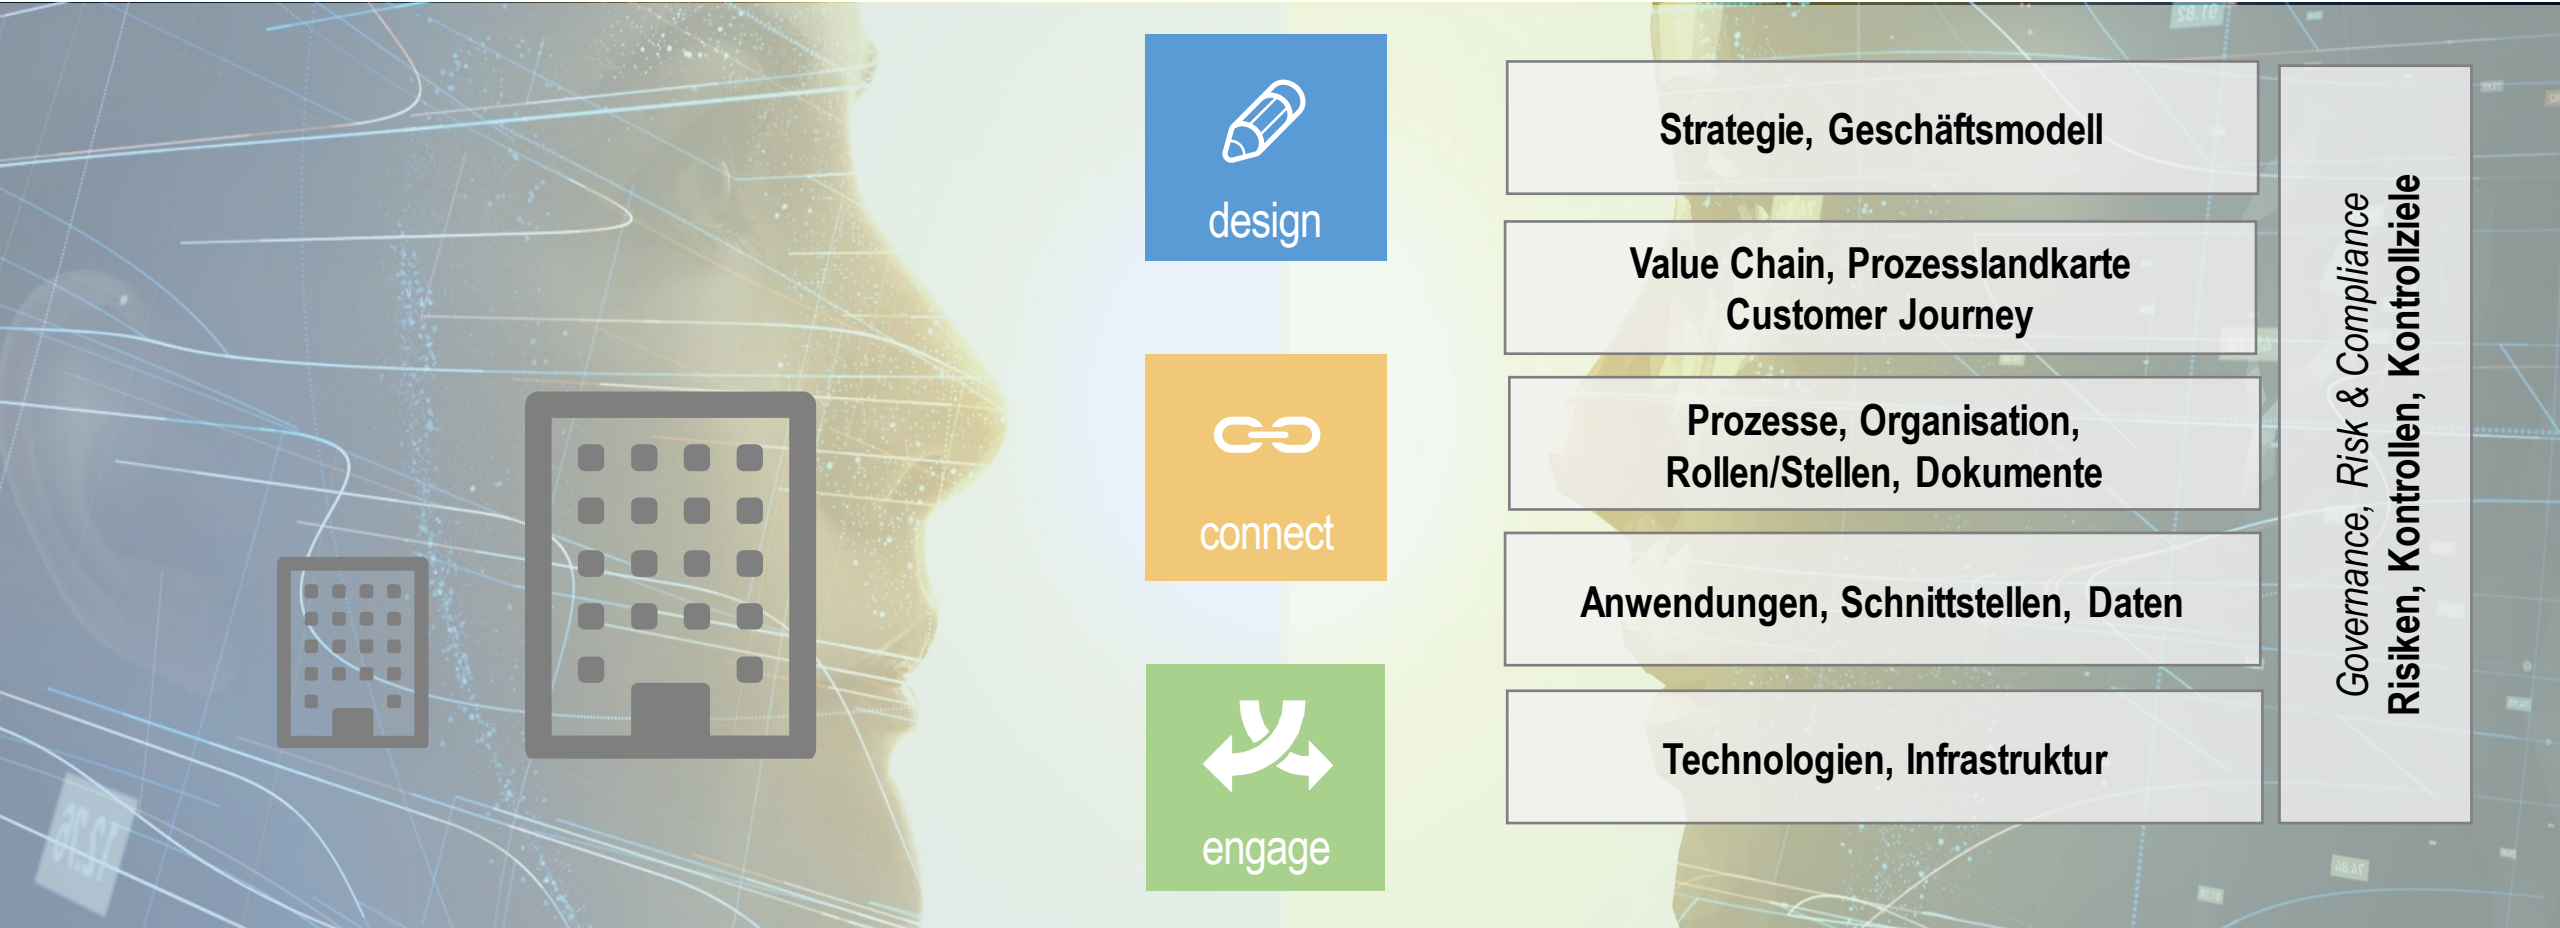 design
connect
engage
Strategie, Geschäftsmodell
Value Chain, Prozesslandkarte
Customer Journey
Prozesse, Organisation,
Rollen/Stellen, Dokumente
Anwendungen, Schnittstellen, Daten
Technologien, Infrastruktur
Governance, Risk & Compliance
Risiken, Kontrollen, Kontrollziele